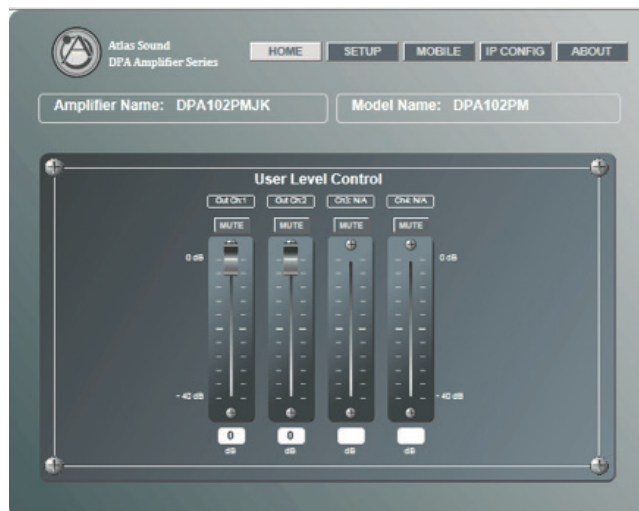 Atlas Sound
DPA Amplifier Series
HOME SETUP MOBILE IP CONFIG ABOUT
Amplifier Name: DPA102PMJK Model Name: DPA102PM
User Level Control
Out Ch:1 Out Ch:2 Ch3: N/A Ch4: N/A
MUTE MUTE MUTE MUTE
0 dB 0 dB
- 40 dB - 40 dB
0 0
dB dB dB dB